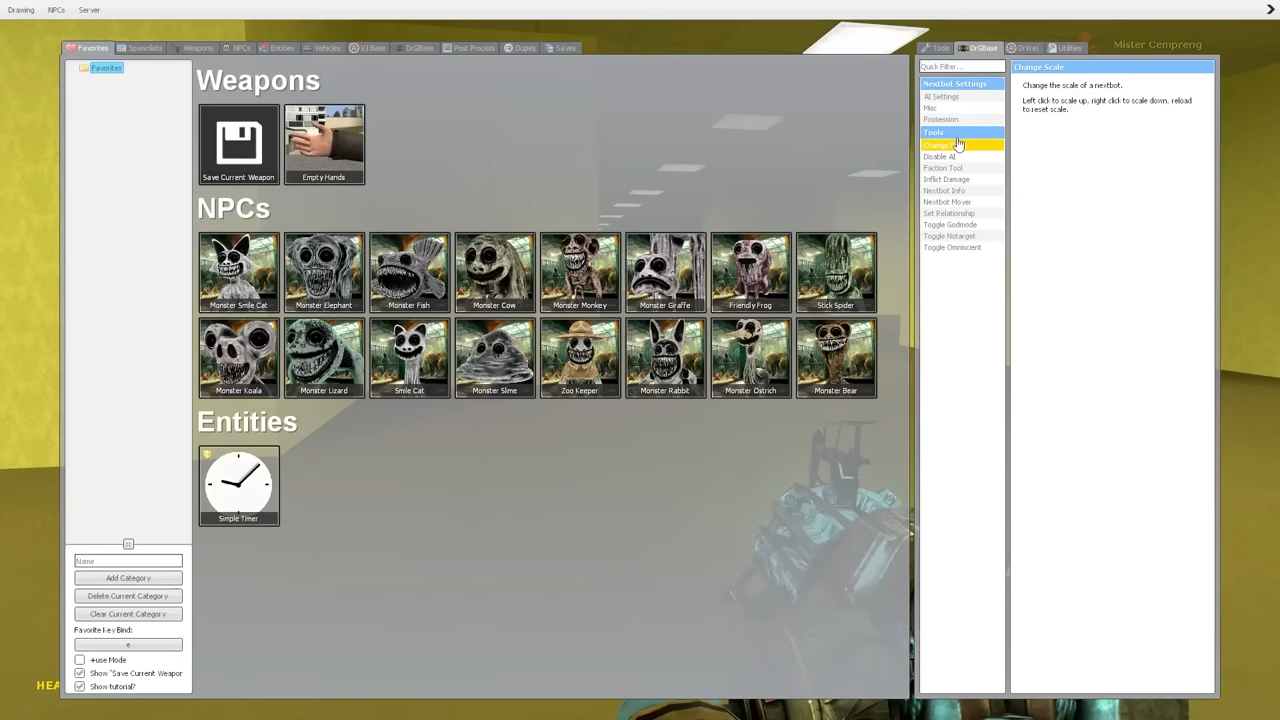 Drawing NPCs Server
Favorites Spawnlists Weapons NPCs Entities Vehicles VJ Base DrGBase Post Process Dupes Saves
Tools DrGBase DrVrej Utilities
Mister Cempreng
Favorites
Weapons
Save Current Weapon Empty Hands
NPCs
Monster Smile Cat Monster Elephant Monster Fish Monster Cow Monster Monkey Monster Giraffe Friendly Frog Stick Spider
Monster Koala Monster Lizard Smile Cat Monster Slime Zoo Keeper Monster Rabbit Monster Ostrich Monster Bear
Entities
Simple Timer
Name
Add Category
Delete Current Category
Clear Current Category
Favorite Key Bind:
e
+use Mode
Show "Save Current Weapor
Show tutorial?
HEA
Quick Filter...
Nextbot Settings
AI Settings
Misc
Possession
Tools
Change
Disable AI
Faction Tool
Inflict Damage
Nextbot Info
Nextbot Mover
Set Relationship
Toggle Godmode
Toggle Notarget
Toggle Omniscient
Change Scale
Change the scale of a nextbot.
Left click to scale up, right click to scale down, reload
to reset scale.